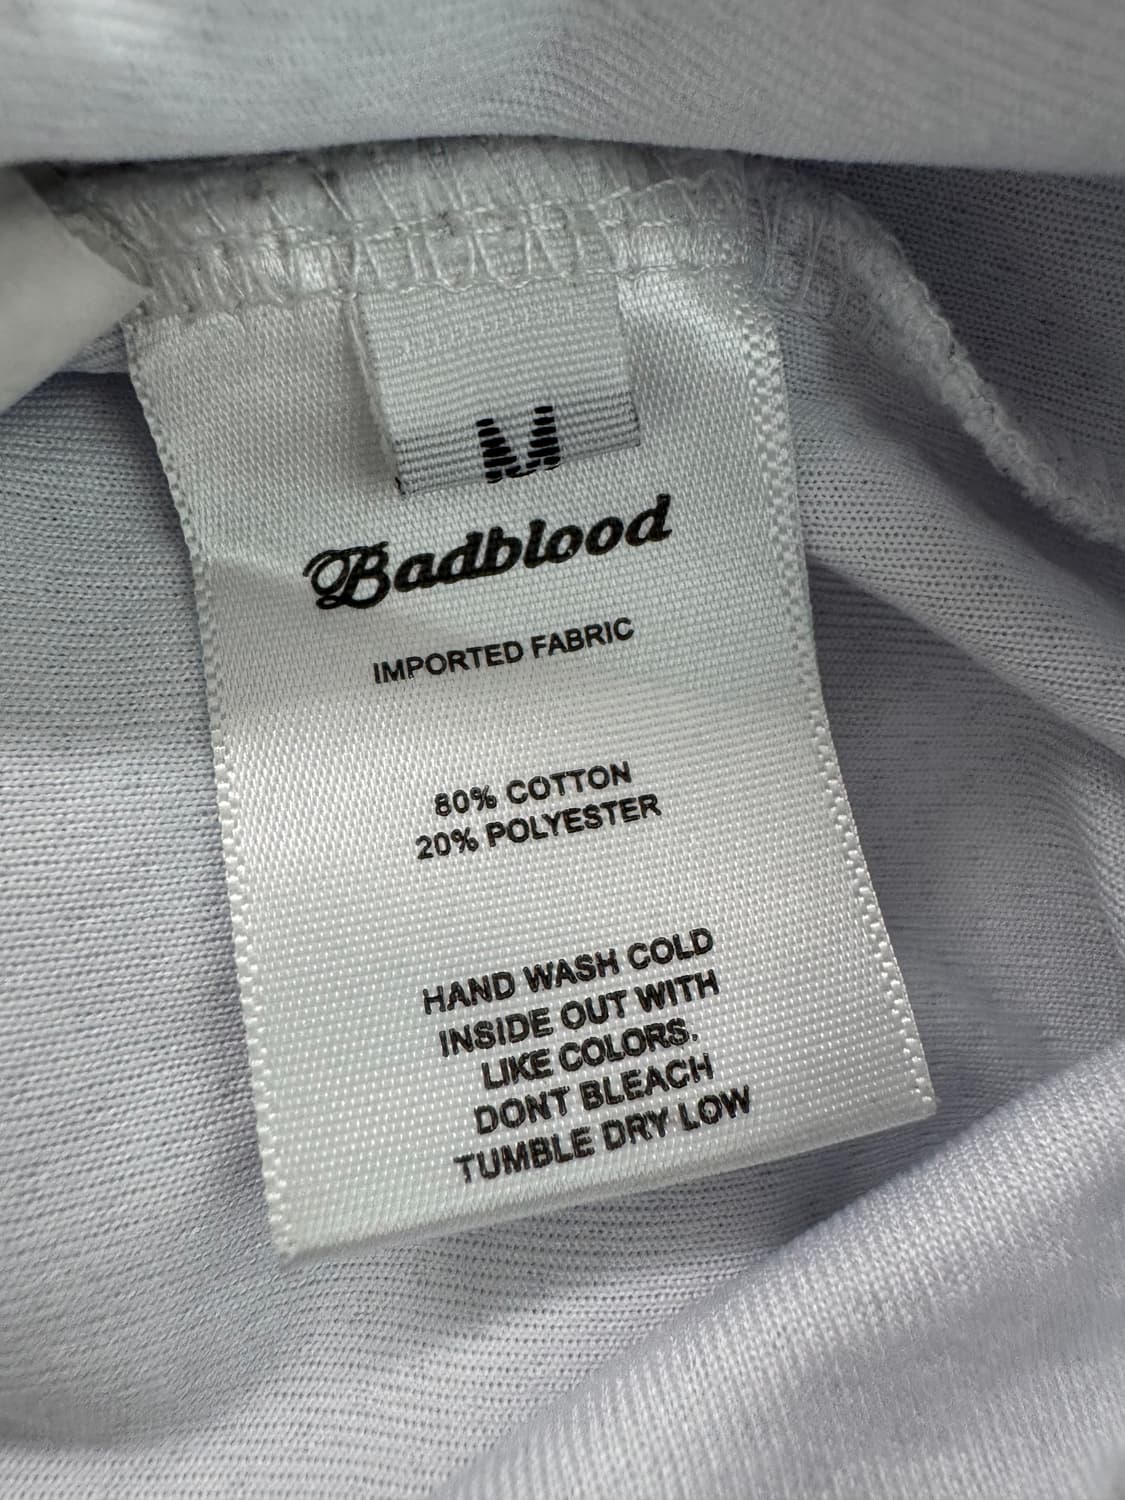 M
Badblood
IMPORTED FABRIC
80% COTTON
20% POLYESTER
HAND WASH COLD
INSIDE OUT WITH
LIKE COLORS.
DONT BLEACH
TUMBLE DRY LOW